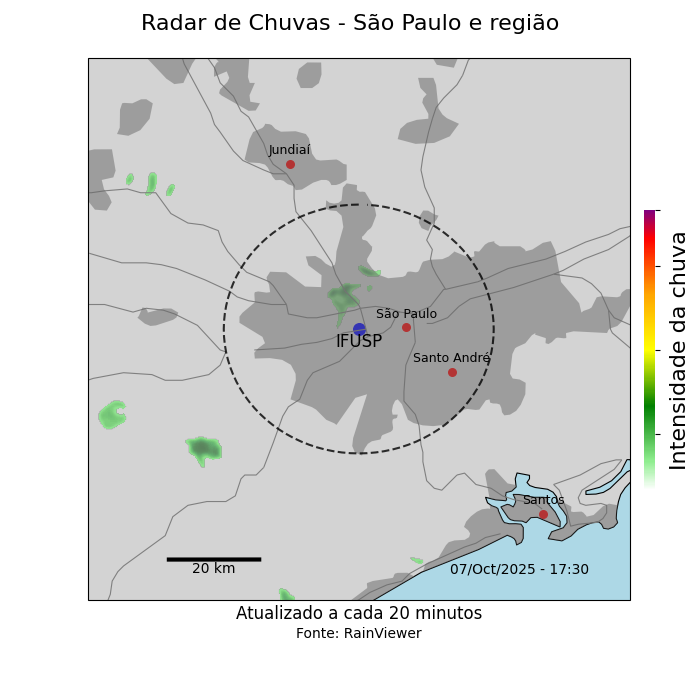 Radar de Chuvas - São Paulo e região
Jundiaí
São Paulo
IFUSP
Santo André
Santos
20 km
07/Oct/2025 - 17:30
Intensidade da chuva
Atualizado a cada 20 minutos
Fonte: RainViewer